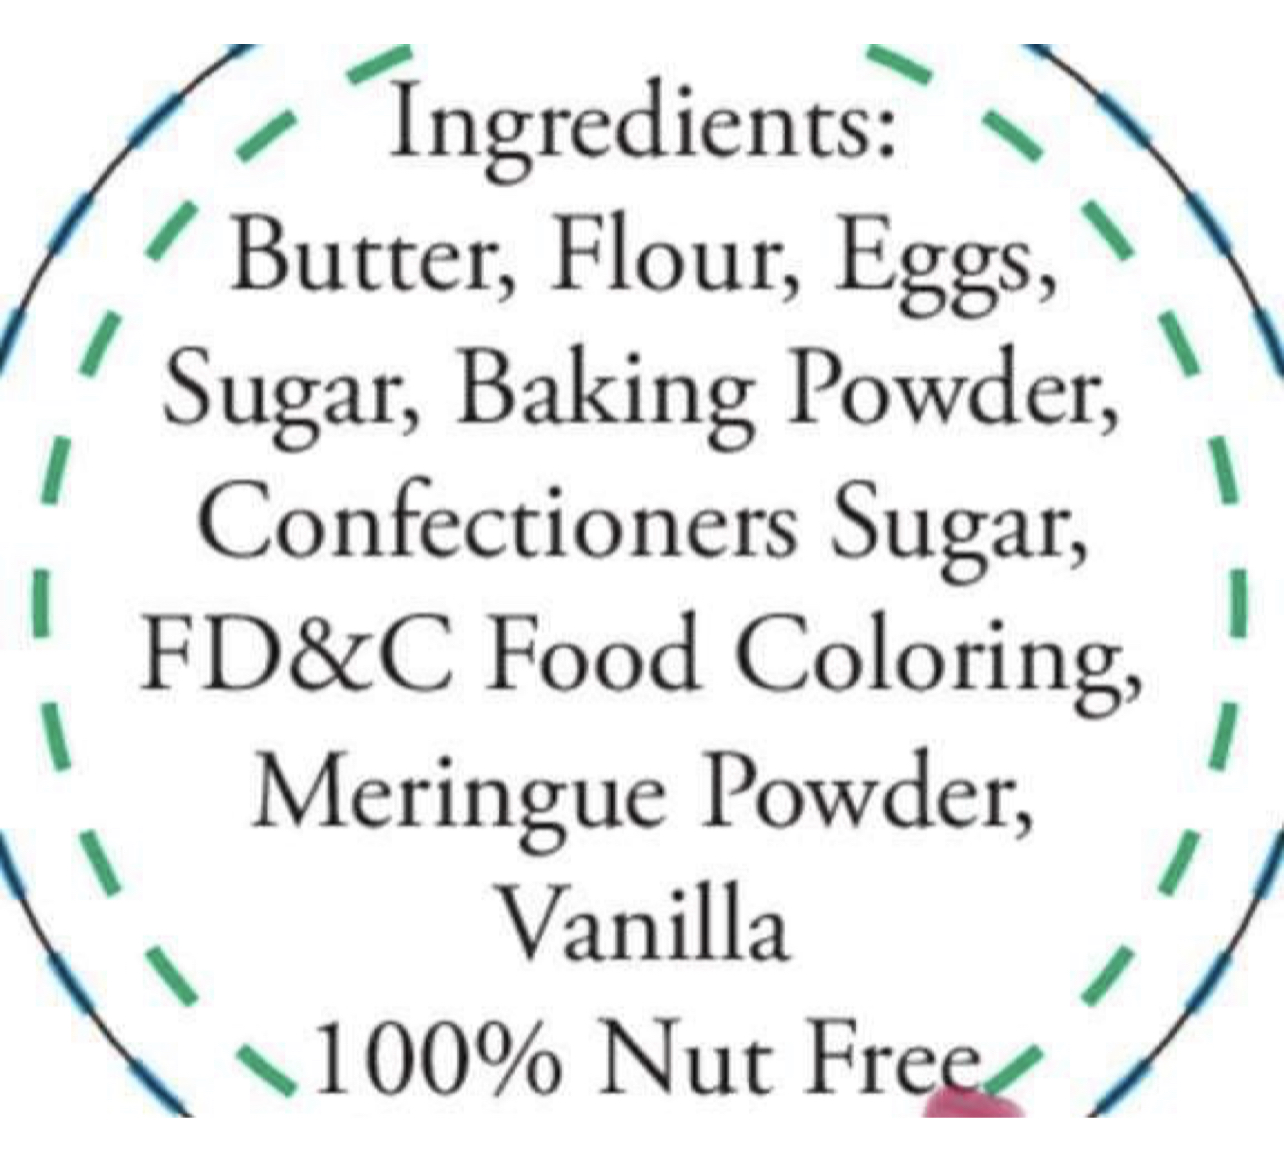 Ingredients:
Butter, Flour, Eggs,
Sugar, Baking Powder,
Confectioners Sugar,
FD&C Food Coloring,
Meringue Powder,
Vanilla
100% Nut Free